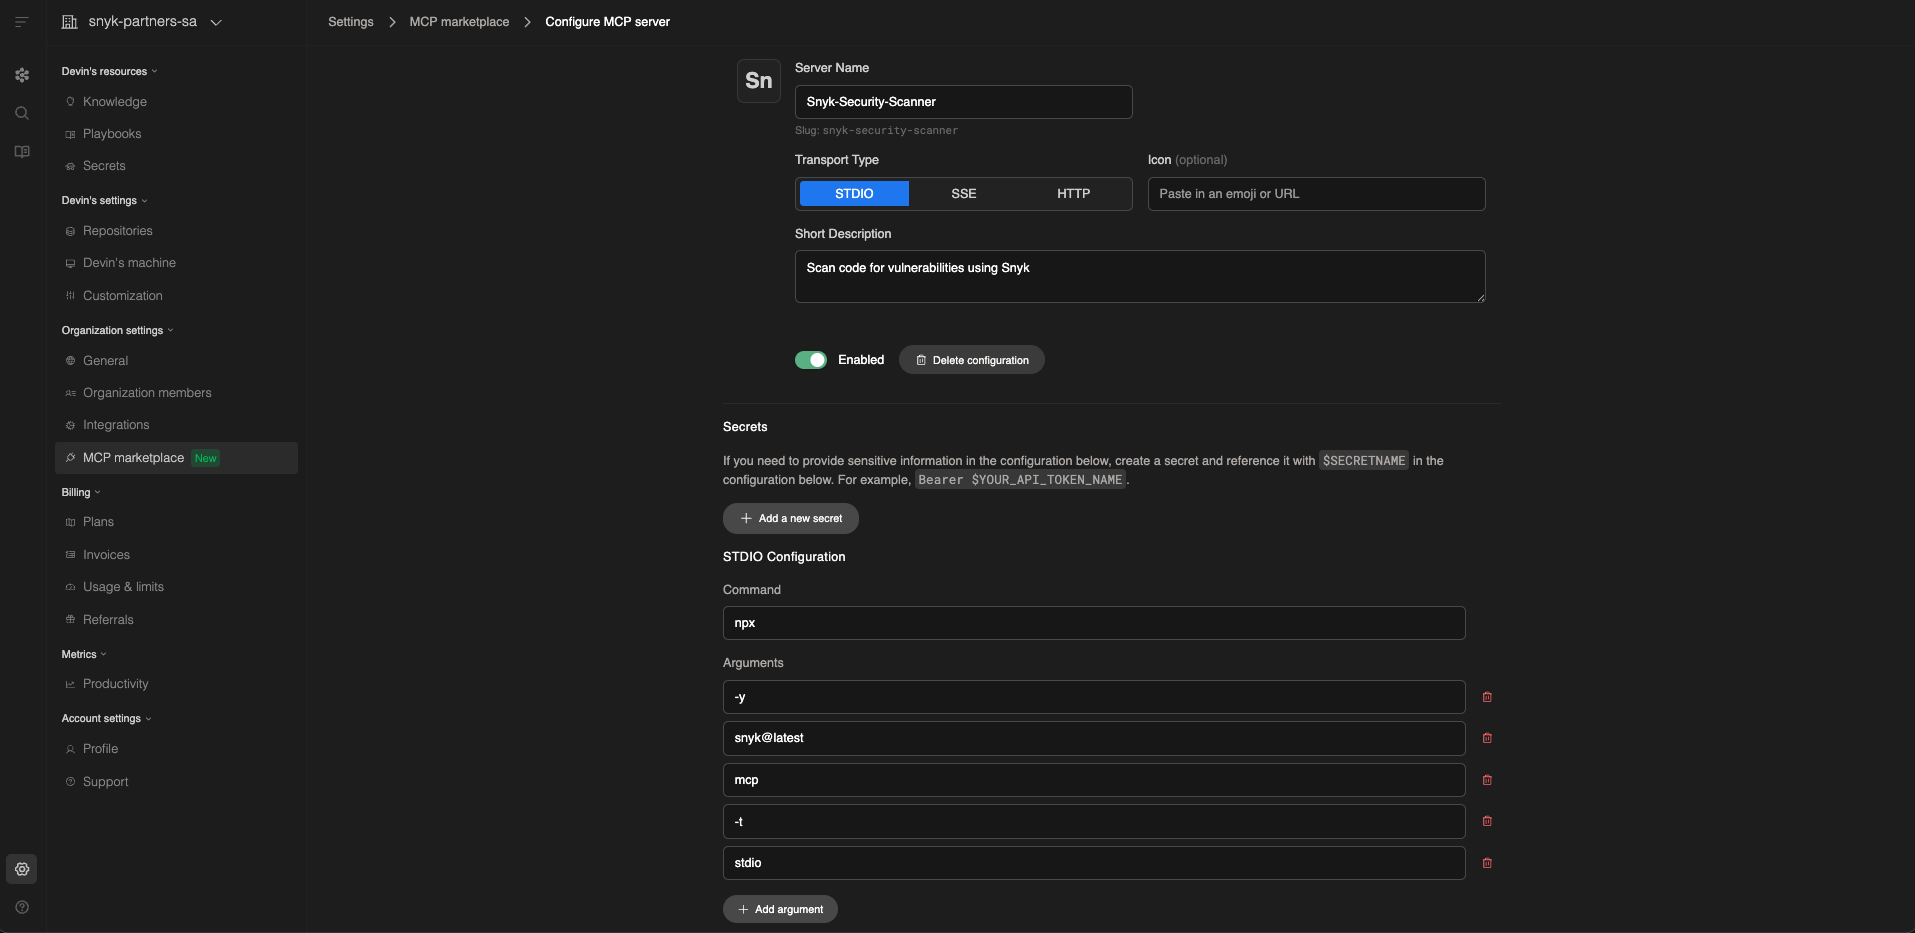 snyk-partners-sa
Settings
MCP marketplace
Configure MCP server
Devin's resources
Knowledge
Playbooks
Secrets
Devin's settings
Repositories
Devin's machine
Customization
Organization settings
General
Organization members
Integrations
MCP marketplace New
Billing
Plans
Invoices
Usage & limits
Referrals
Metrics
Productivity
Account settings
Profile
Support
Sn
Server Name
Snyk-Security-Scanner
Slug: snyk-security-scanner
Transport Type
STDIO SSE HTTP
Icon (optional)
Paste in an emoji or URL
Short Description
Scan code for vulnerabilities using Snyk
Enabled
Delete configuration
Secrets
If you need to provide sensitive information in the configuration below, create a secret and reference it with $SECRETNAME in the
configuration below. For example, Bearer $YOUR_API_TOKEN_NAME.
Add a new secret
STDIO Configuration
Command
npx
Arguments
-y
snyk@latest
mcp
-t
stdio
Add argument